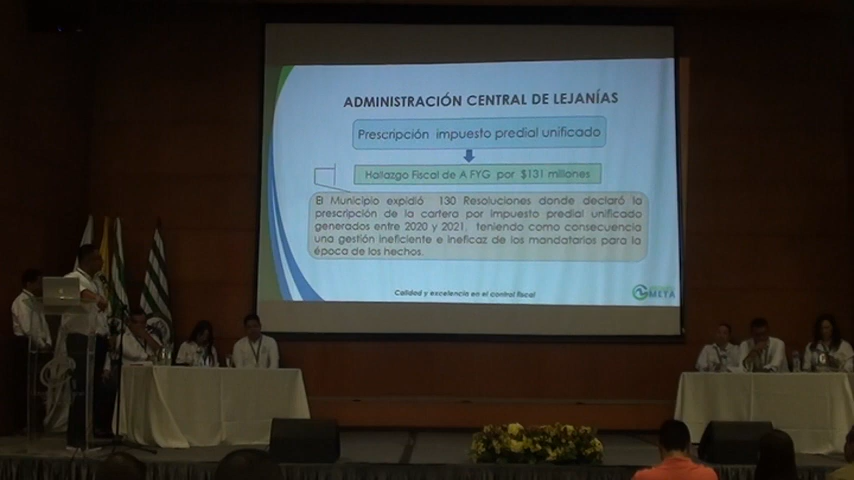 ADMINISTRACIÓN CENTRAL DE LEJANÍAS
Prescripción impuesto predial unificado
Hallazgo Fiscal de A FYG por $131 millones
El Municipio expidió 130 Resoluciones donde declaró la
prescripción de la cartera por impuesto predial unificado
generados entre 2020 y 2021, teniendo como consecuencia
una gestión ineficiente e ineficaz de los mandatarios para la
época de los hechos.
Calidad y excelencia en el control fiscal
META